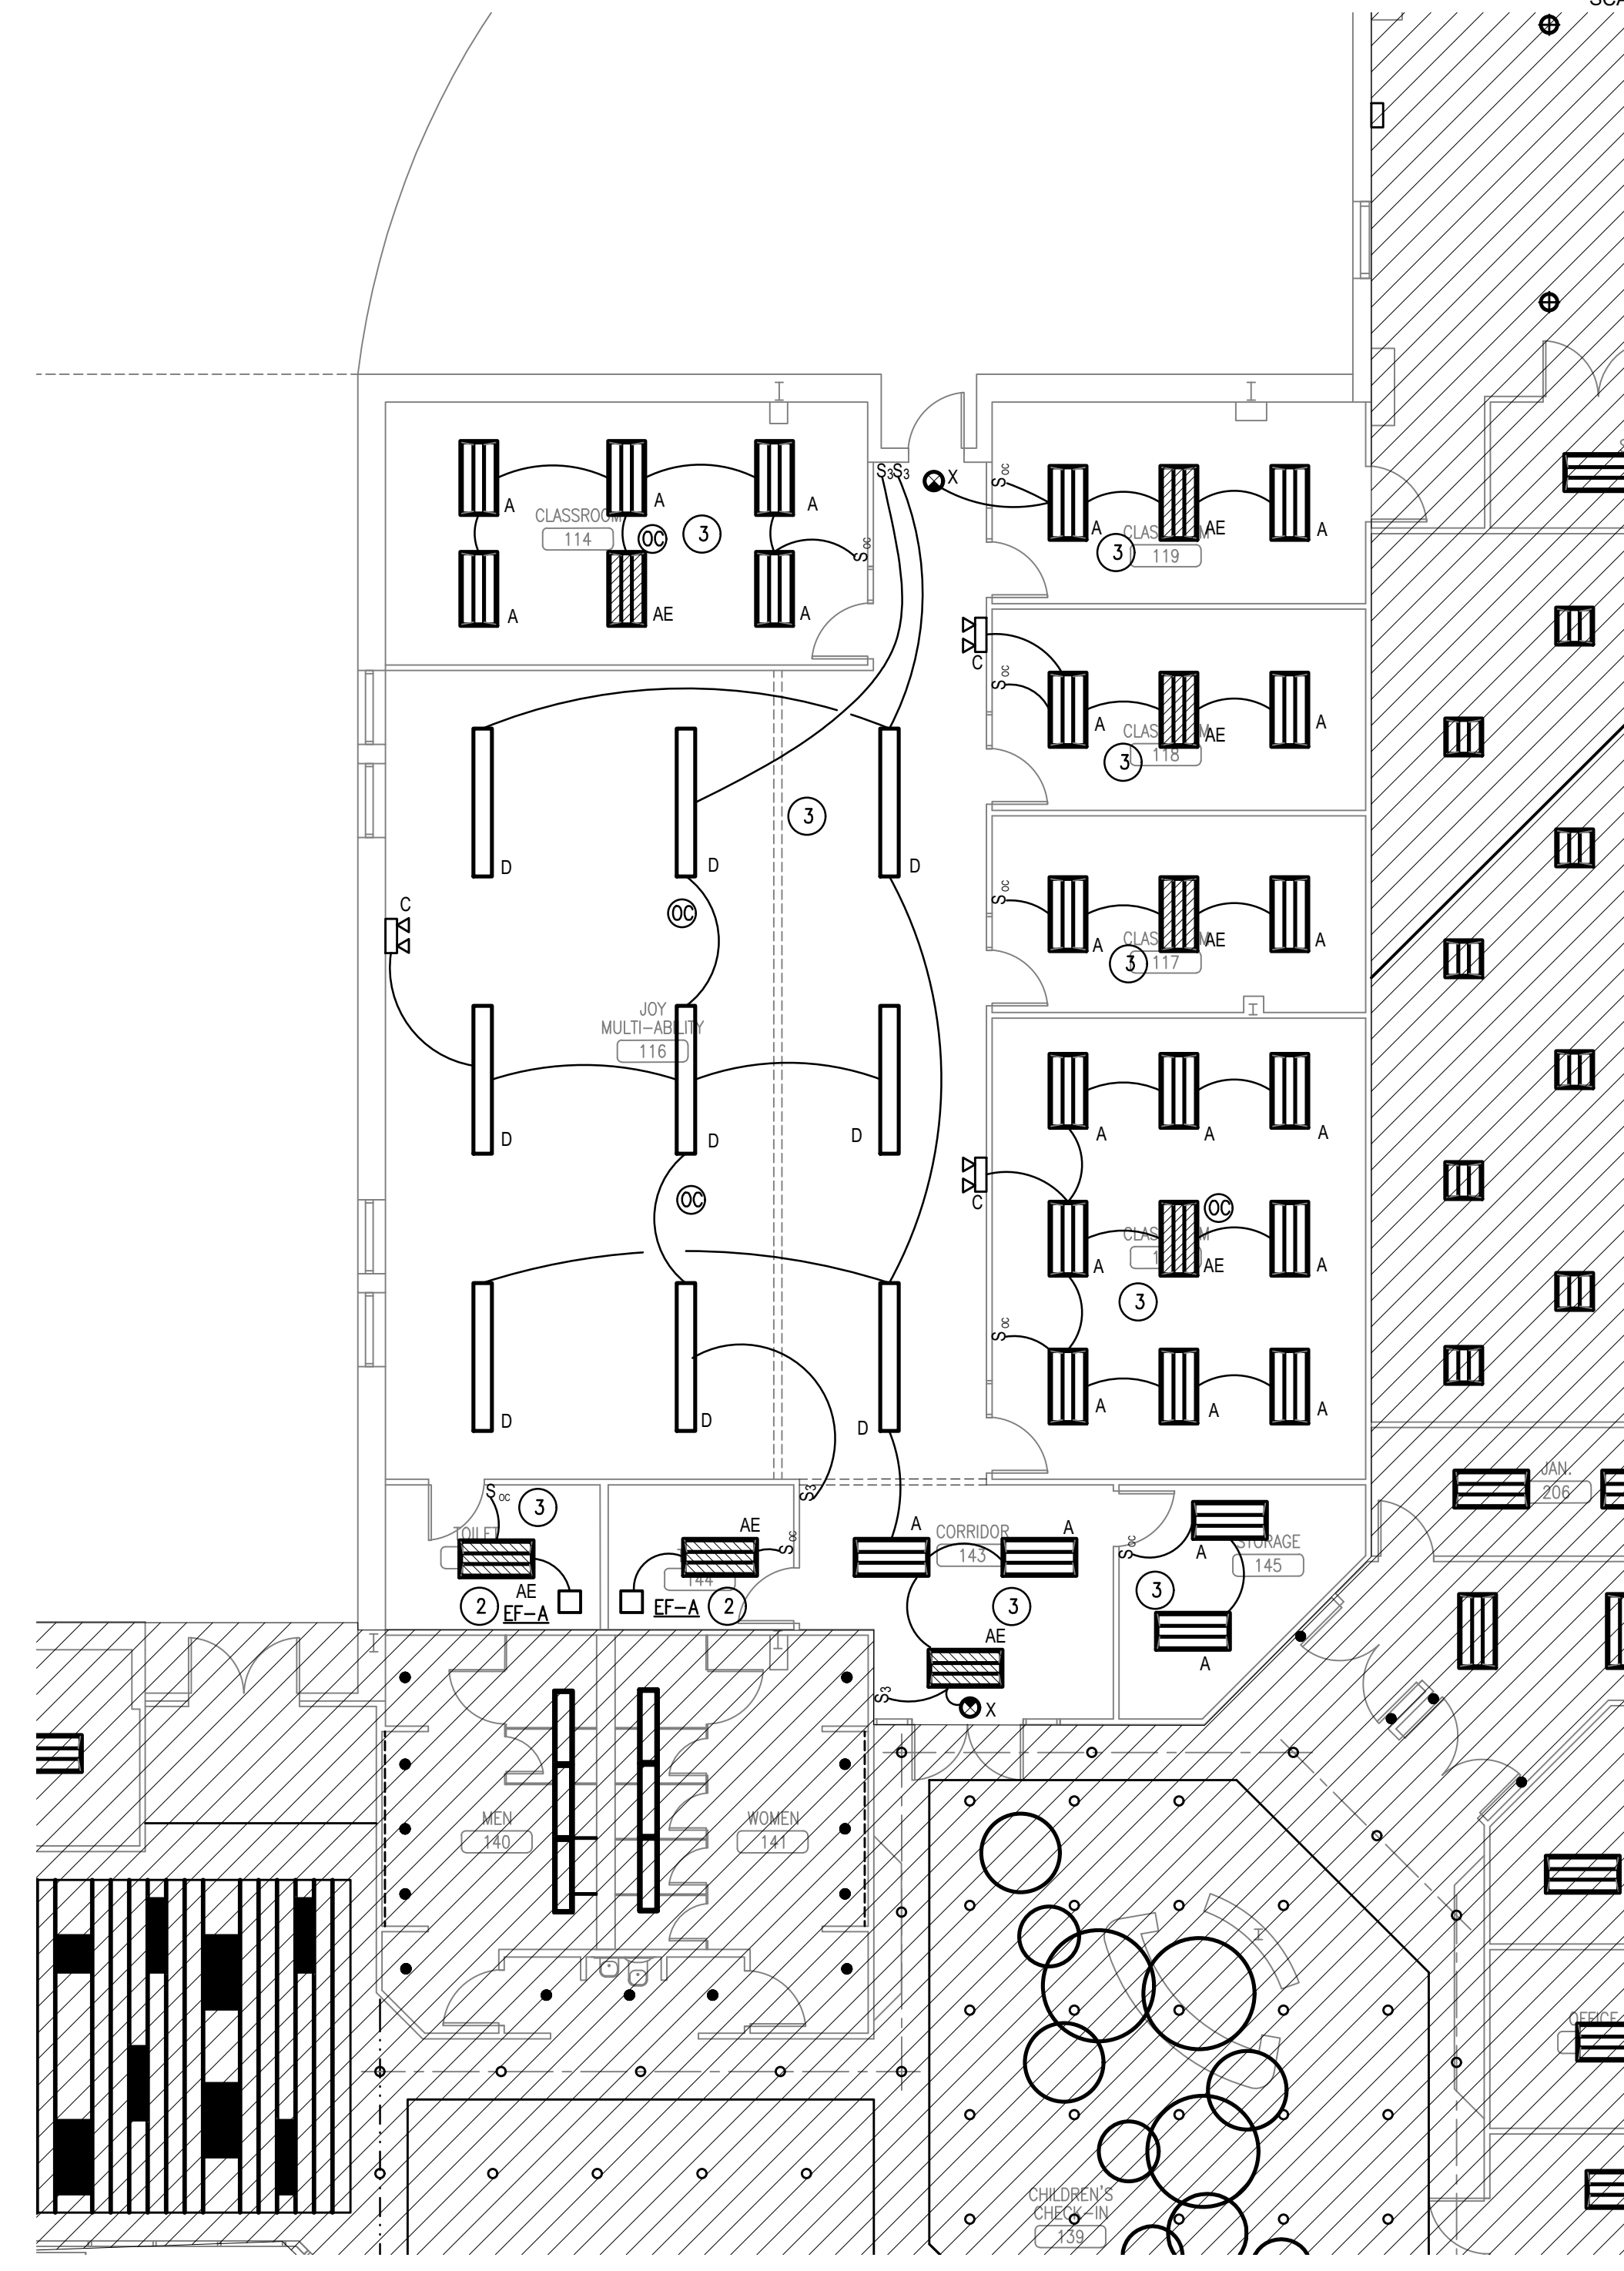 S₃S₃
X
Soc
A
A
A
CLASSROOM
114
OC
3
Soc
A
AE
A
A
AE
A
3
119
C
Soc
A
AE
A
118
3
D
D
D
3
C
OC
Soc
A
AE
A
3
117
JOY
MULTI-ABILITY
116
D
D
D
A
A
A
C
OC
OC
A
AE
A
3
Soc
D
D
D
A
A
A
Soc
3
S3
TOILET
AE
2
EF-A
AE
Soc
144
EF-A
2
A
CORRIDOR
143
A
3
AE
S3
X
Soc
A
STORAGE
145
3
A
JAN.
206
MEN
140
WOMEN
141
OFFICE
CHILDREN'S
CHECK-IN
139